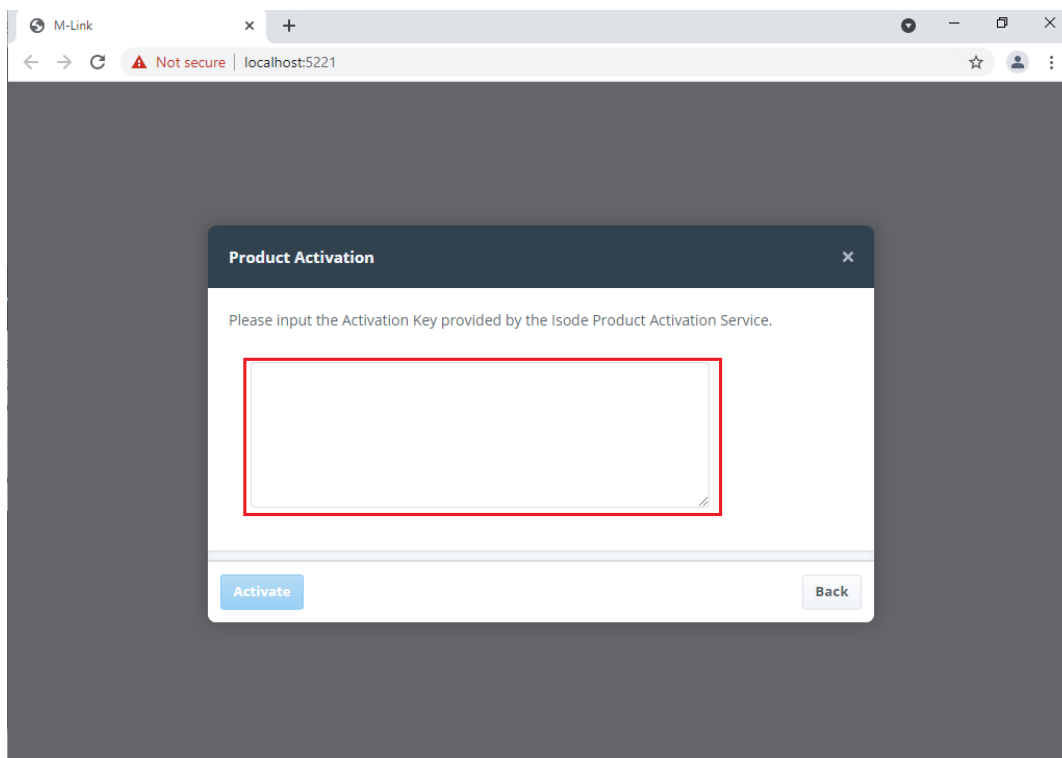 M-Link
Not secure | localhost:5221
Product Activation
Please input the Activation Key provided by the Isode Product Activation Service.
Activate
Back